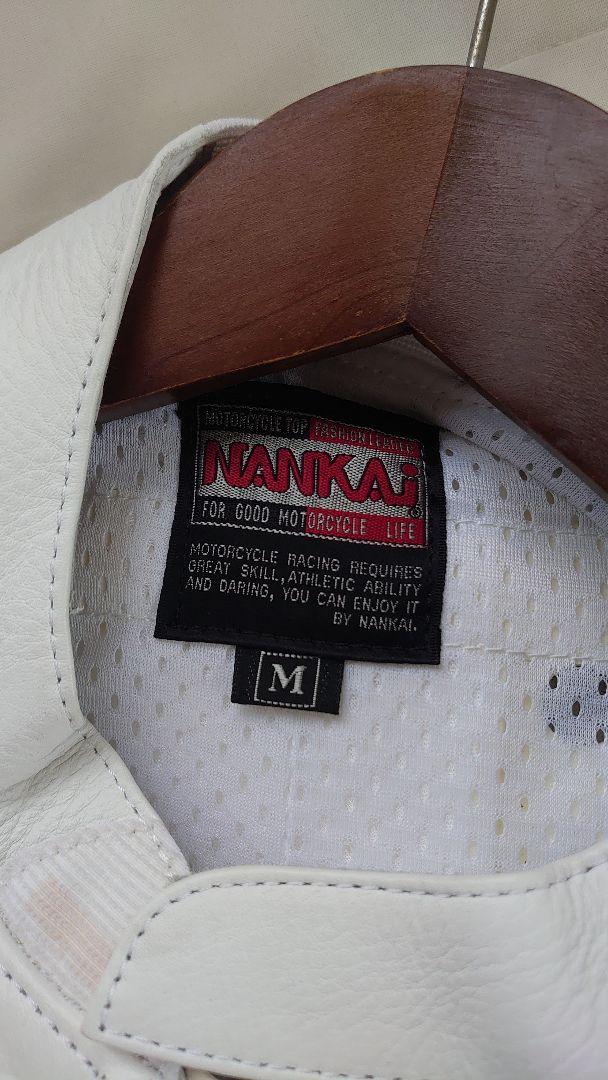 MOTORCYCLE TOP FASHION LEADER
NANKAi®
FOR GOOD MOTORCYCLE LIFE
MOTORCYCLE RACING REQUIRES
GREAT SKILL, ATHLETIC ABILITY
AND DARING, YOU CAN ENJOY IT
BY NANKAI.
M